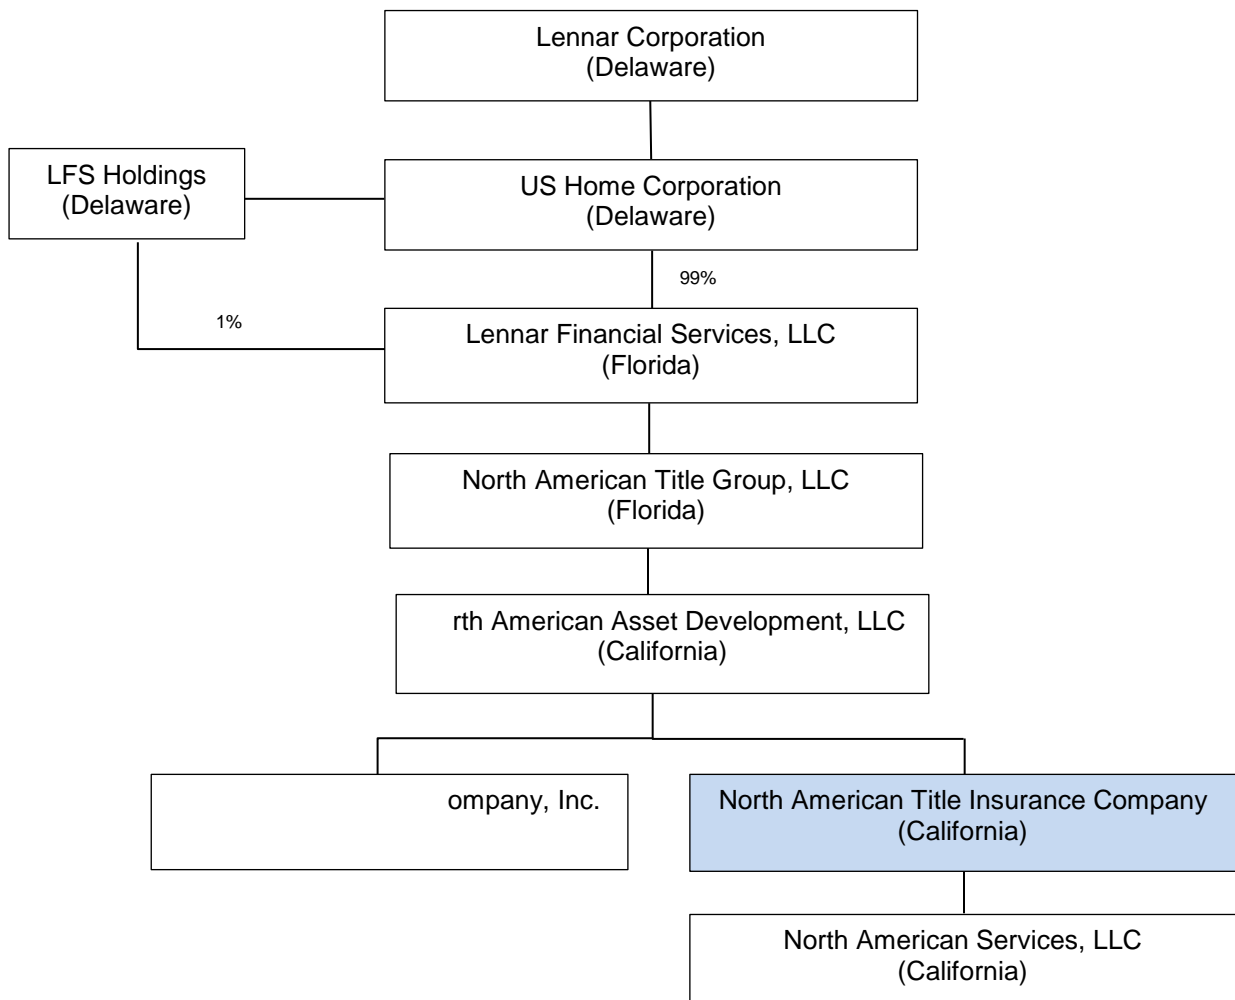 Lennar Corporation
(Delaware)
LFS Holdings
(Delaware)
US Home Corporation
(Delaware)
99%
1%
Lennar Financial Services, LLC
(Florida)
North American Title Group, LLC
(Florida)
rth American Asset Development, LLC
(California)
ompany, Inc.
North American Title Insurance Company
(California)
North American Services, LLC
(California)